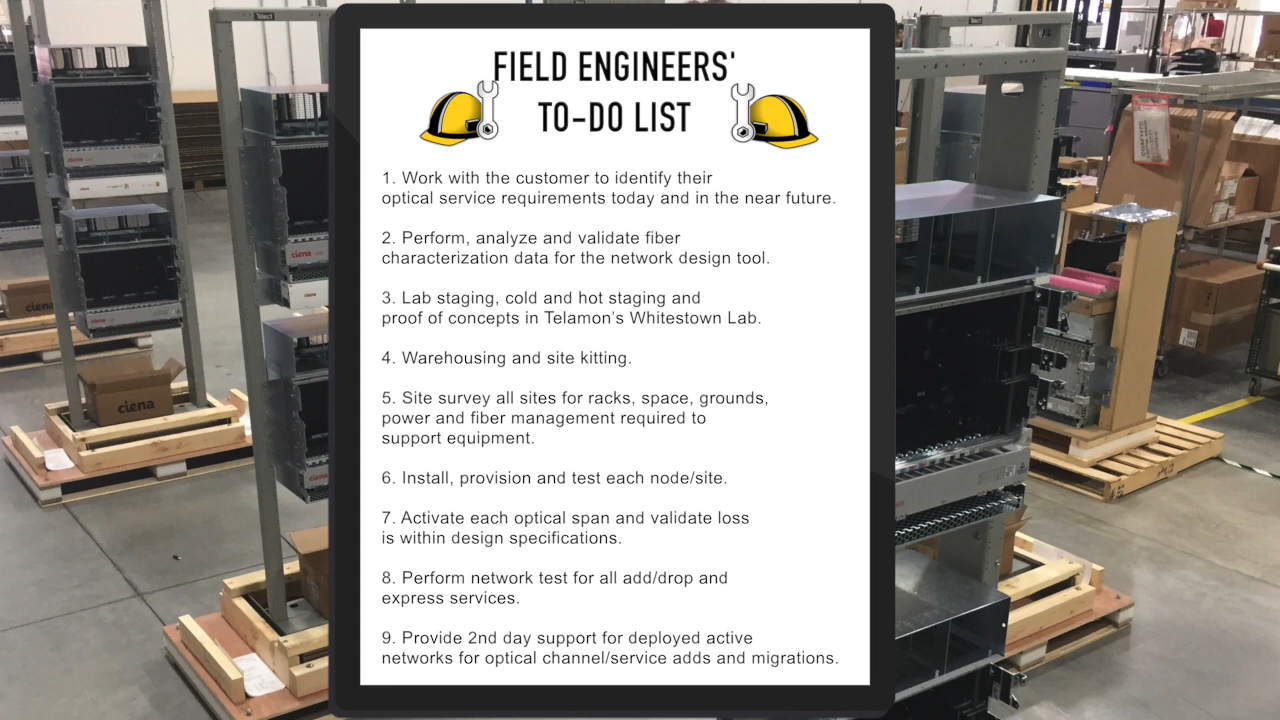 FIELD ENGINEERS'
TO-DO LIST
1. Work with the customer to identify their
optical service requirements today and in the near future.
2. Perform, analyze and validate fiber
characterization data for the network design tool.
3. Lab staging, cold and hot staging and
proof of concepts in Telamon's Whitestown Lab.
4. Warehousing and site kitting.
5. Site survey all sites for racks, space, grounds,
power and fiber management required to
support equipment.
6. Install, provision and test each node/site.
7. Activate each optical span and validate loss
is within design specifications.
8. Perform network test for all add/drop and
express services.
9. Provide 2nd day support for deployed active
networks for optical channel/service adds and migrations.
ciena
ciena
ciena
ciena